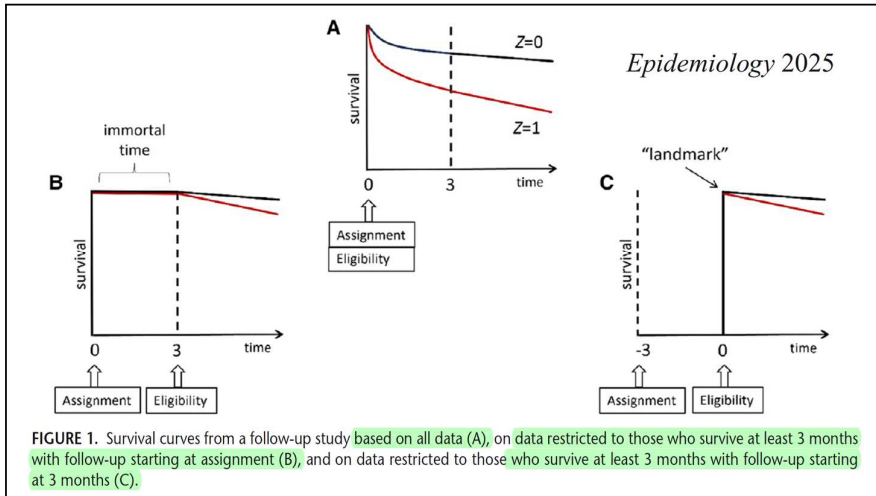 A
Z=0
Z=1
survival
0
3
time
Assignment
Eligibility
Epidemiology 2025
immortal
time
B
survival
0
3
time
Assignment
Eligibility
"landmark"
C
survival
-3
0
time
Assignment
Eligibility
FIGURE 1. Survival curves from a follow-up study based on all data (A), on data restricted to those who survive at least 3 months
with follow-up starting at assignment (B), and on data restricted to those who survive at least 3 months with follow-up starting
at 3 months (C).